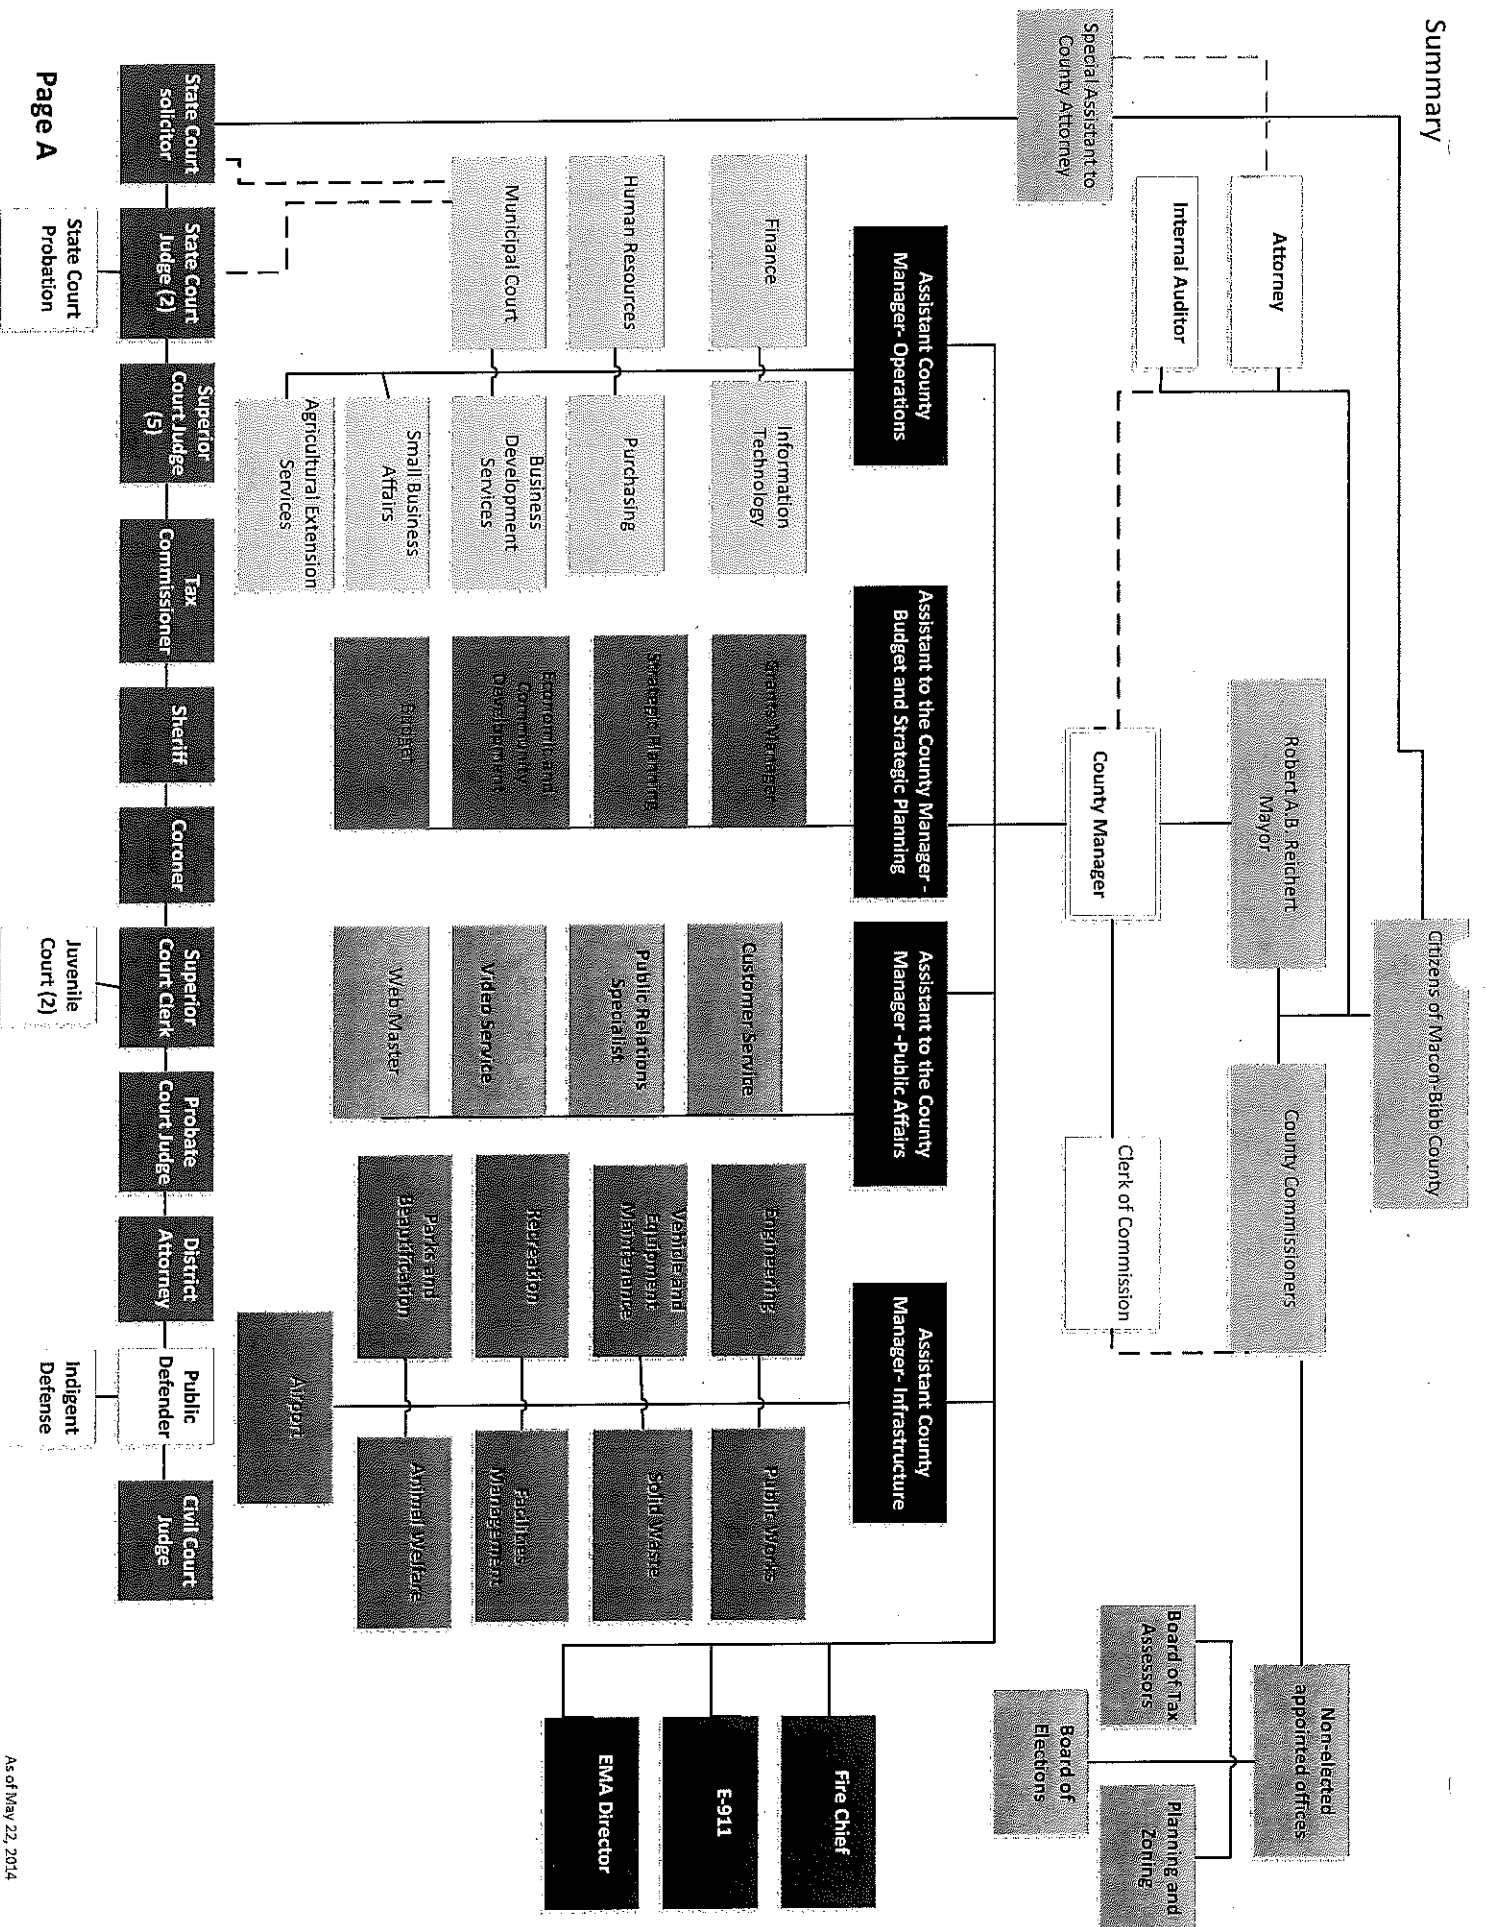 Summary
Citizens of Macon-Bibb County
Special Assistant to
County Attorney
Attorney
Internal Auditor
Robert A.B. Reichert
Mayor
County Commissioners
Non-elected
appointed offices
County Manager
Clerk of Commission
Board of Tax
Assessors
Planning and
Zoning
Board of
Elections
Assistant County
Manager- Operations
Assistant to the County Manager -
Budget and Strategic Planning
Assistant to the County
Manager -Public Affairs
Assistant County
Manager- Infrastructure
Fire Chief
E-911
EMA Director
Finance
Information
Technology
Human Resources
Purchasing
Municipal Court
Business
Development
Services
Small Business
Affairs
Agricultural Extension
Services
Grants Manager
Strategic Planning
Economic and
Community
Development
Budget
Customer Service
Public Relations
Specialist
Video Service
Web Master
Engineering
Public Works
Vehicle and
Equipment
Maintenance
Solid Waste
Recreation
Facilities
Management
Parks and
Beautification
Animal Welfare
Airport
State Court
solicitor
State Court
Judge (2)
Superior
Court Judge
(5)
Tax
Commissioner
Sheriff
Coroner
Superior
Court Clerk
Probate
Court Judge
District
Attorney
Public
Defender
Civil Court
Judge
State Court
Probation
Juvenile
Court (2)
Indigent
Defense
Page A
As of May 22, 2014